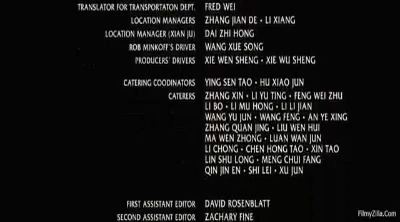 TRANSLATOR FOR TRANSPORTATON DEPT. FRED WEI
LOCATION MANAGERS ZHANG JIAN DE • LI XIANG
LOCATION MANAGER (XIAN JU) DAI ZHI HONG
ROB MINKOFF'S DRIVER WANG XUE SONG
PRODUCERS' DRIVERS XIE WEN SHENG • XIE WU SHENG
CATERING COODINATORS YING SEN TAO • HU XIAO JUN
CATERERS ZHANG XIN • LI YU TING • FENG WEI ZHU
LI BO • LI MU HONG • LI LI JIAN
WANG YU JUN • WANG FENG • AN YE XING
ZHANG QUAN JING • LIU WEN HUI
MA WEN ZHONG • LUAN WAN JUN
LI CHONG • CHEN HONG TAO • XIN TAO
LIN SHU LONG • MENG CHUI FANG
QIN JIN EN • SHI LEI • XU JUN
FIRST ASSISTANT EDITOR DAVID ROSENBLATT
SECOND ASSISTANT EDITOR ZACHARY FINE
FilmyZilla.Com